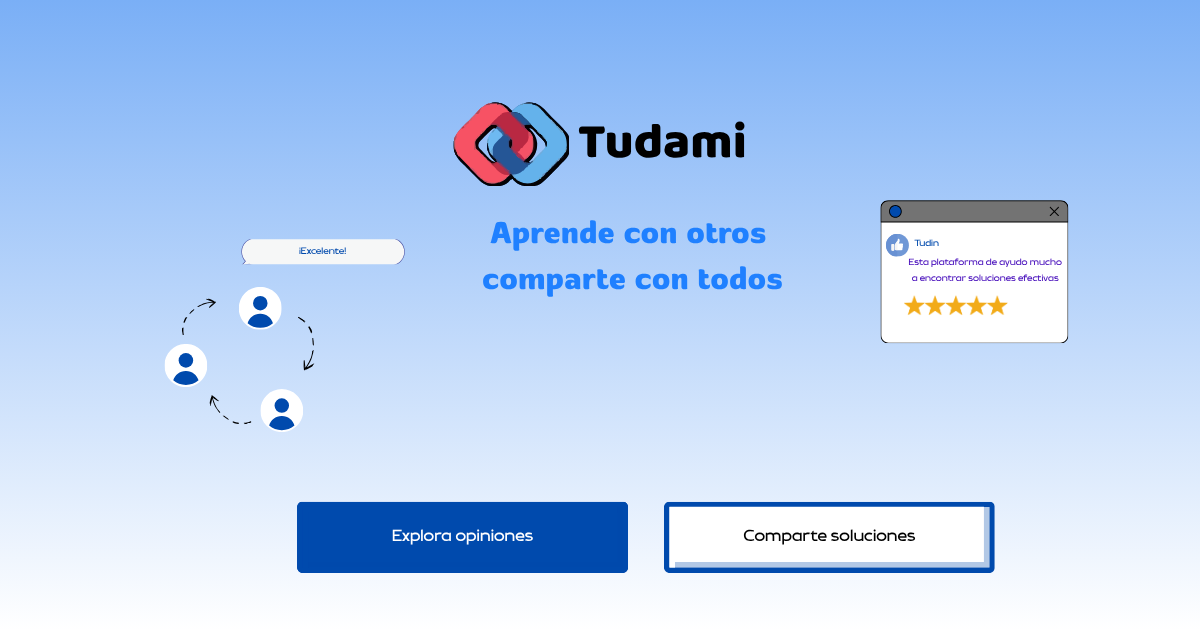 Tudami
Aprende con otros
comparte con todos
¡Excelente!
Tudin
Esta plataforma de ayudo mucho
a encontrar soluciones efectivas
Explora opiniones
Comparte soluciones